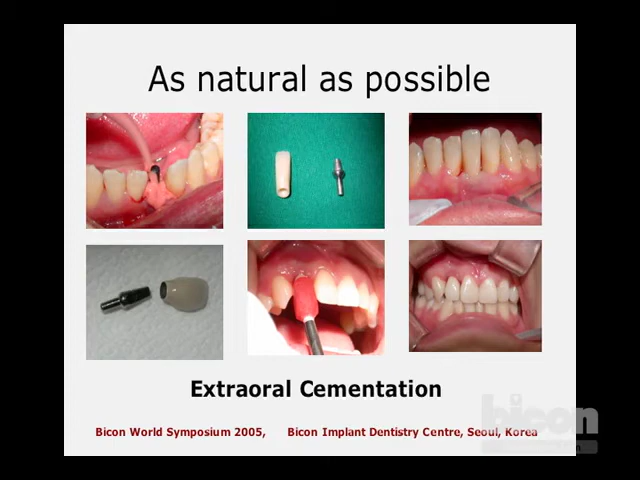 As natural as possible
Extraoral Cementation
Bicon World Symposium 2005, Bicon Implant Dentistry Centre, Seoul, Korea
bicon